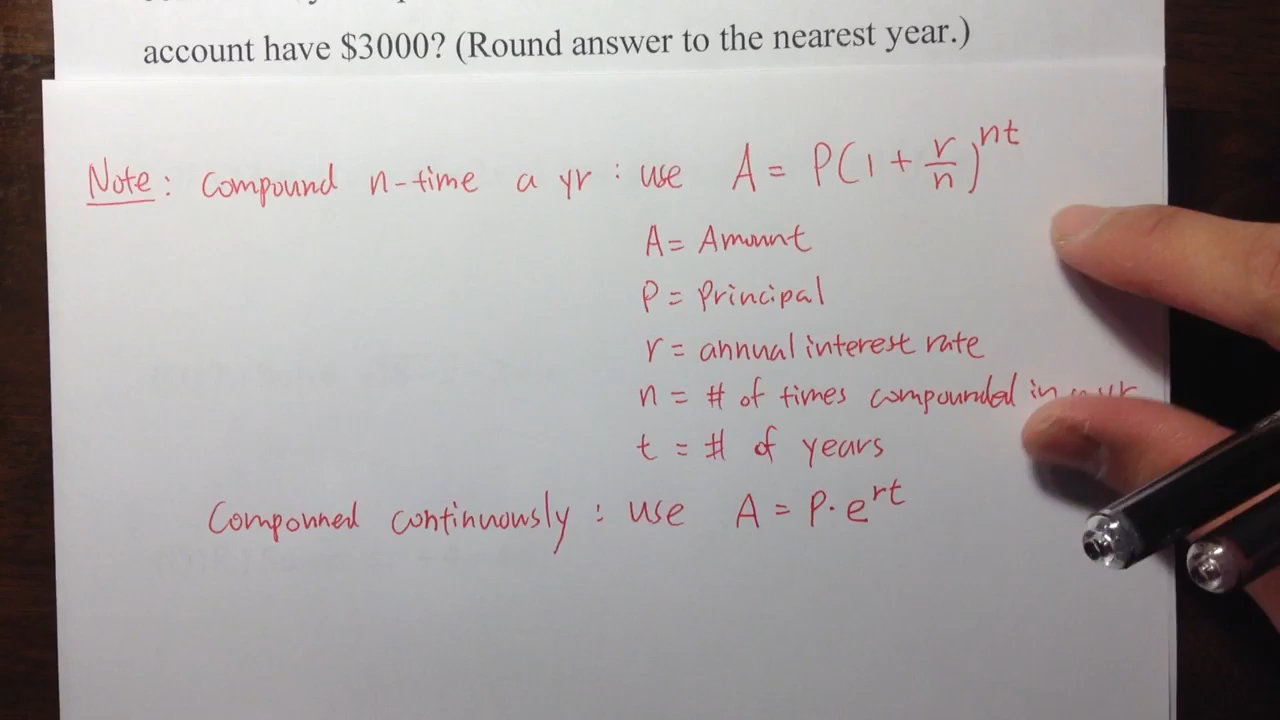 account have $3000? (Round answer to the nearest year.)
Note: Compound n-time a yr : use A = P(1 + r/n)^nt
A = Amount
P = Principal
r = annual interest rate
n = # of times compounded in
t = # of years
Componned continuously : use A = P · e^rt